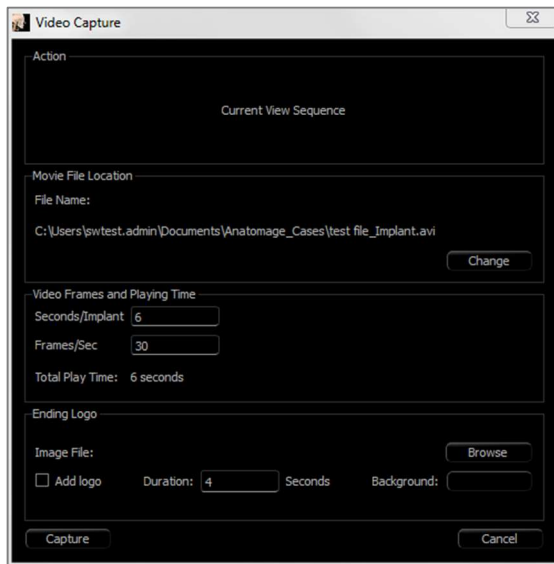 Video Capture
Action
Current View Sequence
Movie File Location
File Name:
C:\Users\swtest.admin\Documents\Anatomage_Cases\test file_Implant.avi
Change
Video Frames and Playing Time
Seconds/Implant 6
Frames/Sec 30
Total Play Time: 6 seconds
Ending Logo
Image File: Browse
Add logo Duration: 4 Seconds Background:
Capture Cancel